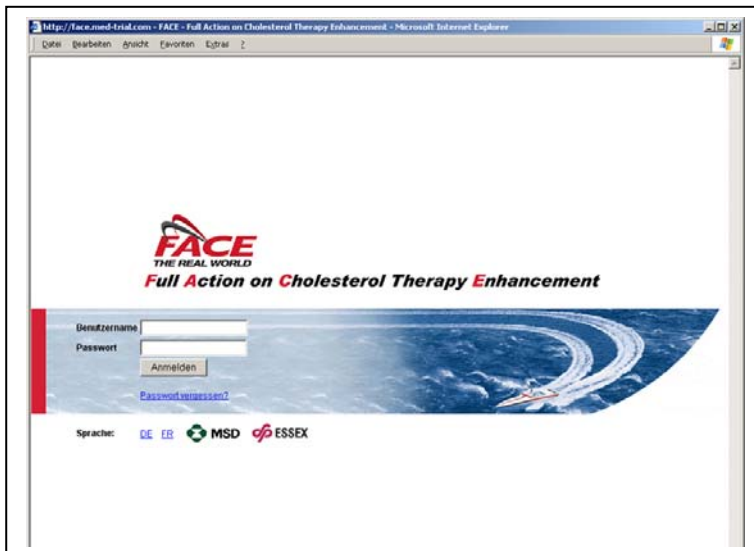 http://face.med-trial.com - FACE - Full Action on Cholesterol Therapy Enhancement - Microsoft Internet Explorer
Datei Bearbeiten Ansicht Favoriten Extras ?
FACE
THE REAL WORLD
Full Action on Cholesterol Therapy Enhancement
Benutzername
Passwort
Anmelden
Passwort vergessen?
Sprache: DE FR MSD ESSEX